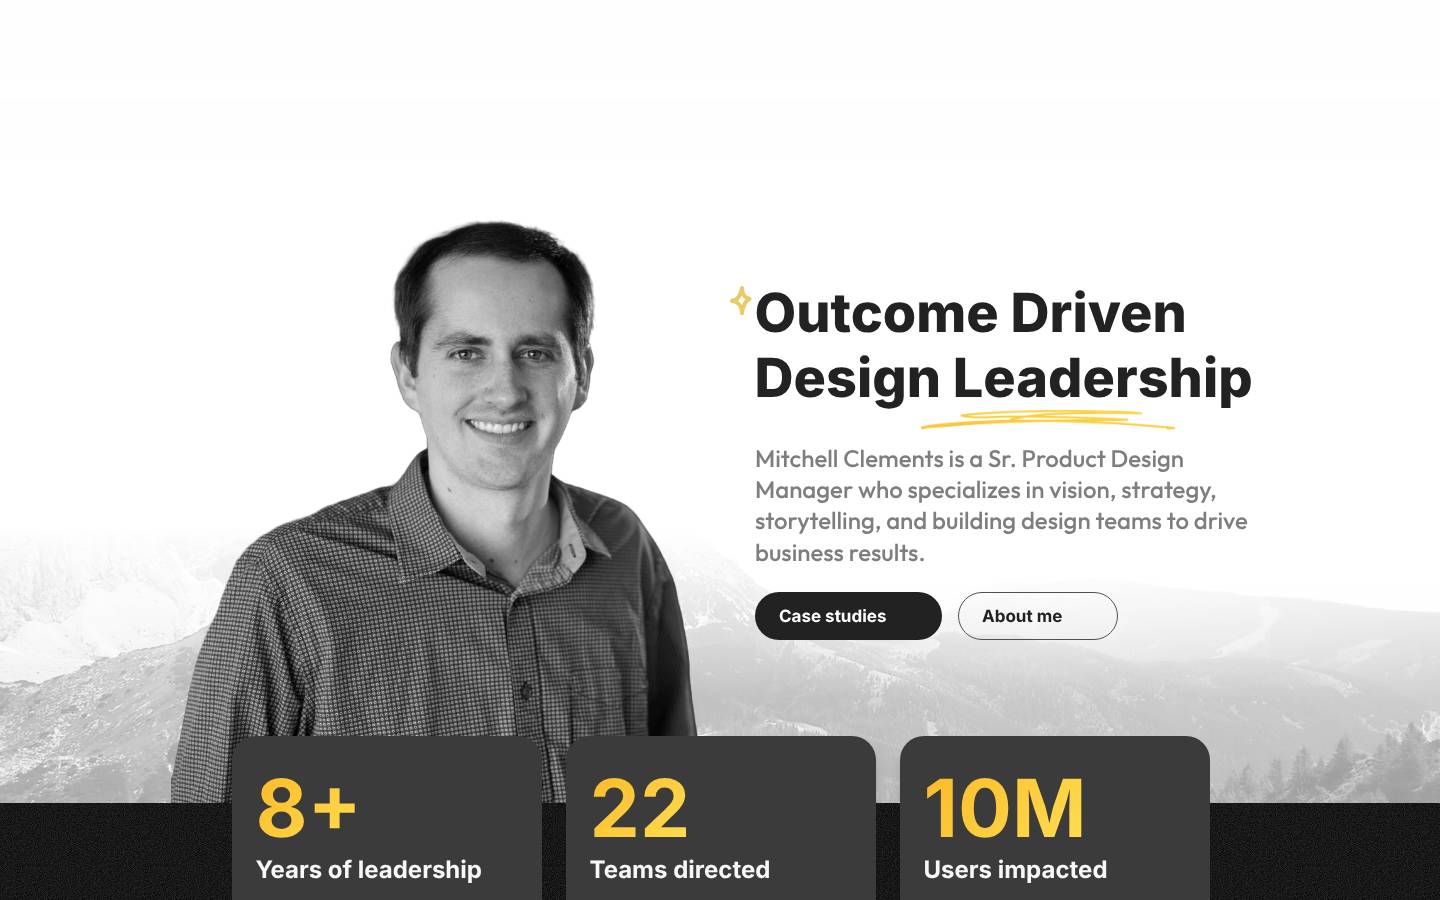 Outcome Driven
Design Leadership
Mitchell Clements is a Sr. Product Design
Manager who specializes in vision, strategy,
storytelling, and building design teams to drive
business results.
Case studies
About me
8+
Years of leadership
22
Teams directed
10M
Users impacted